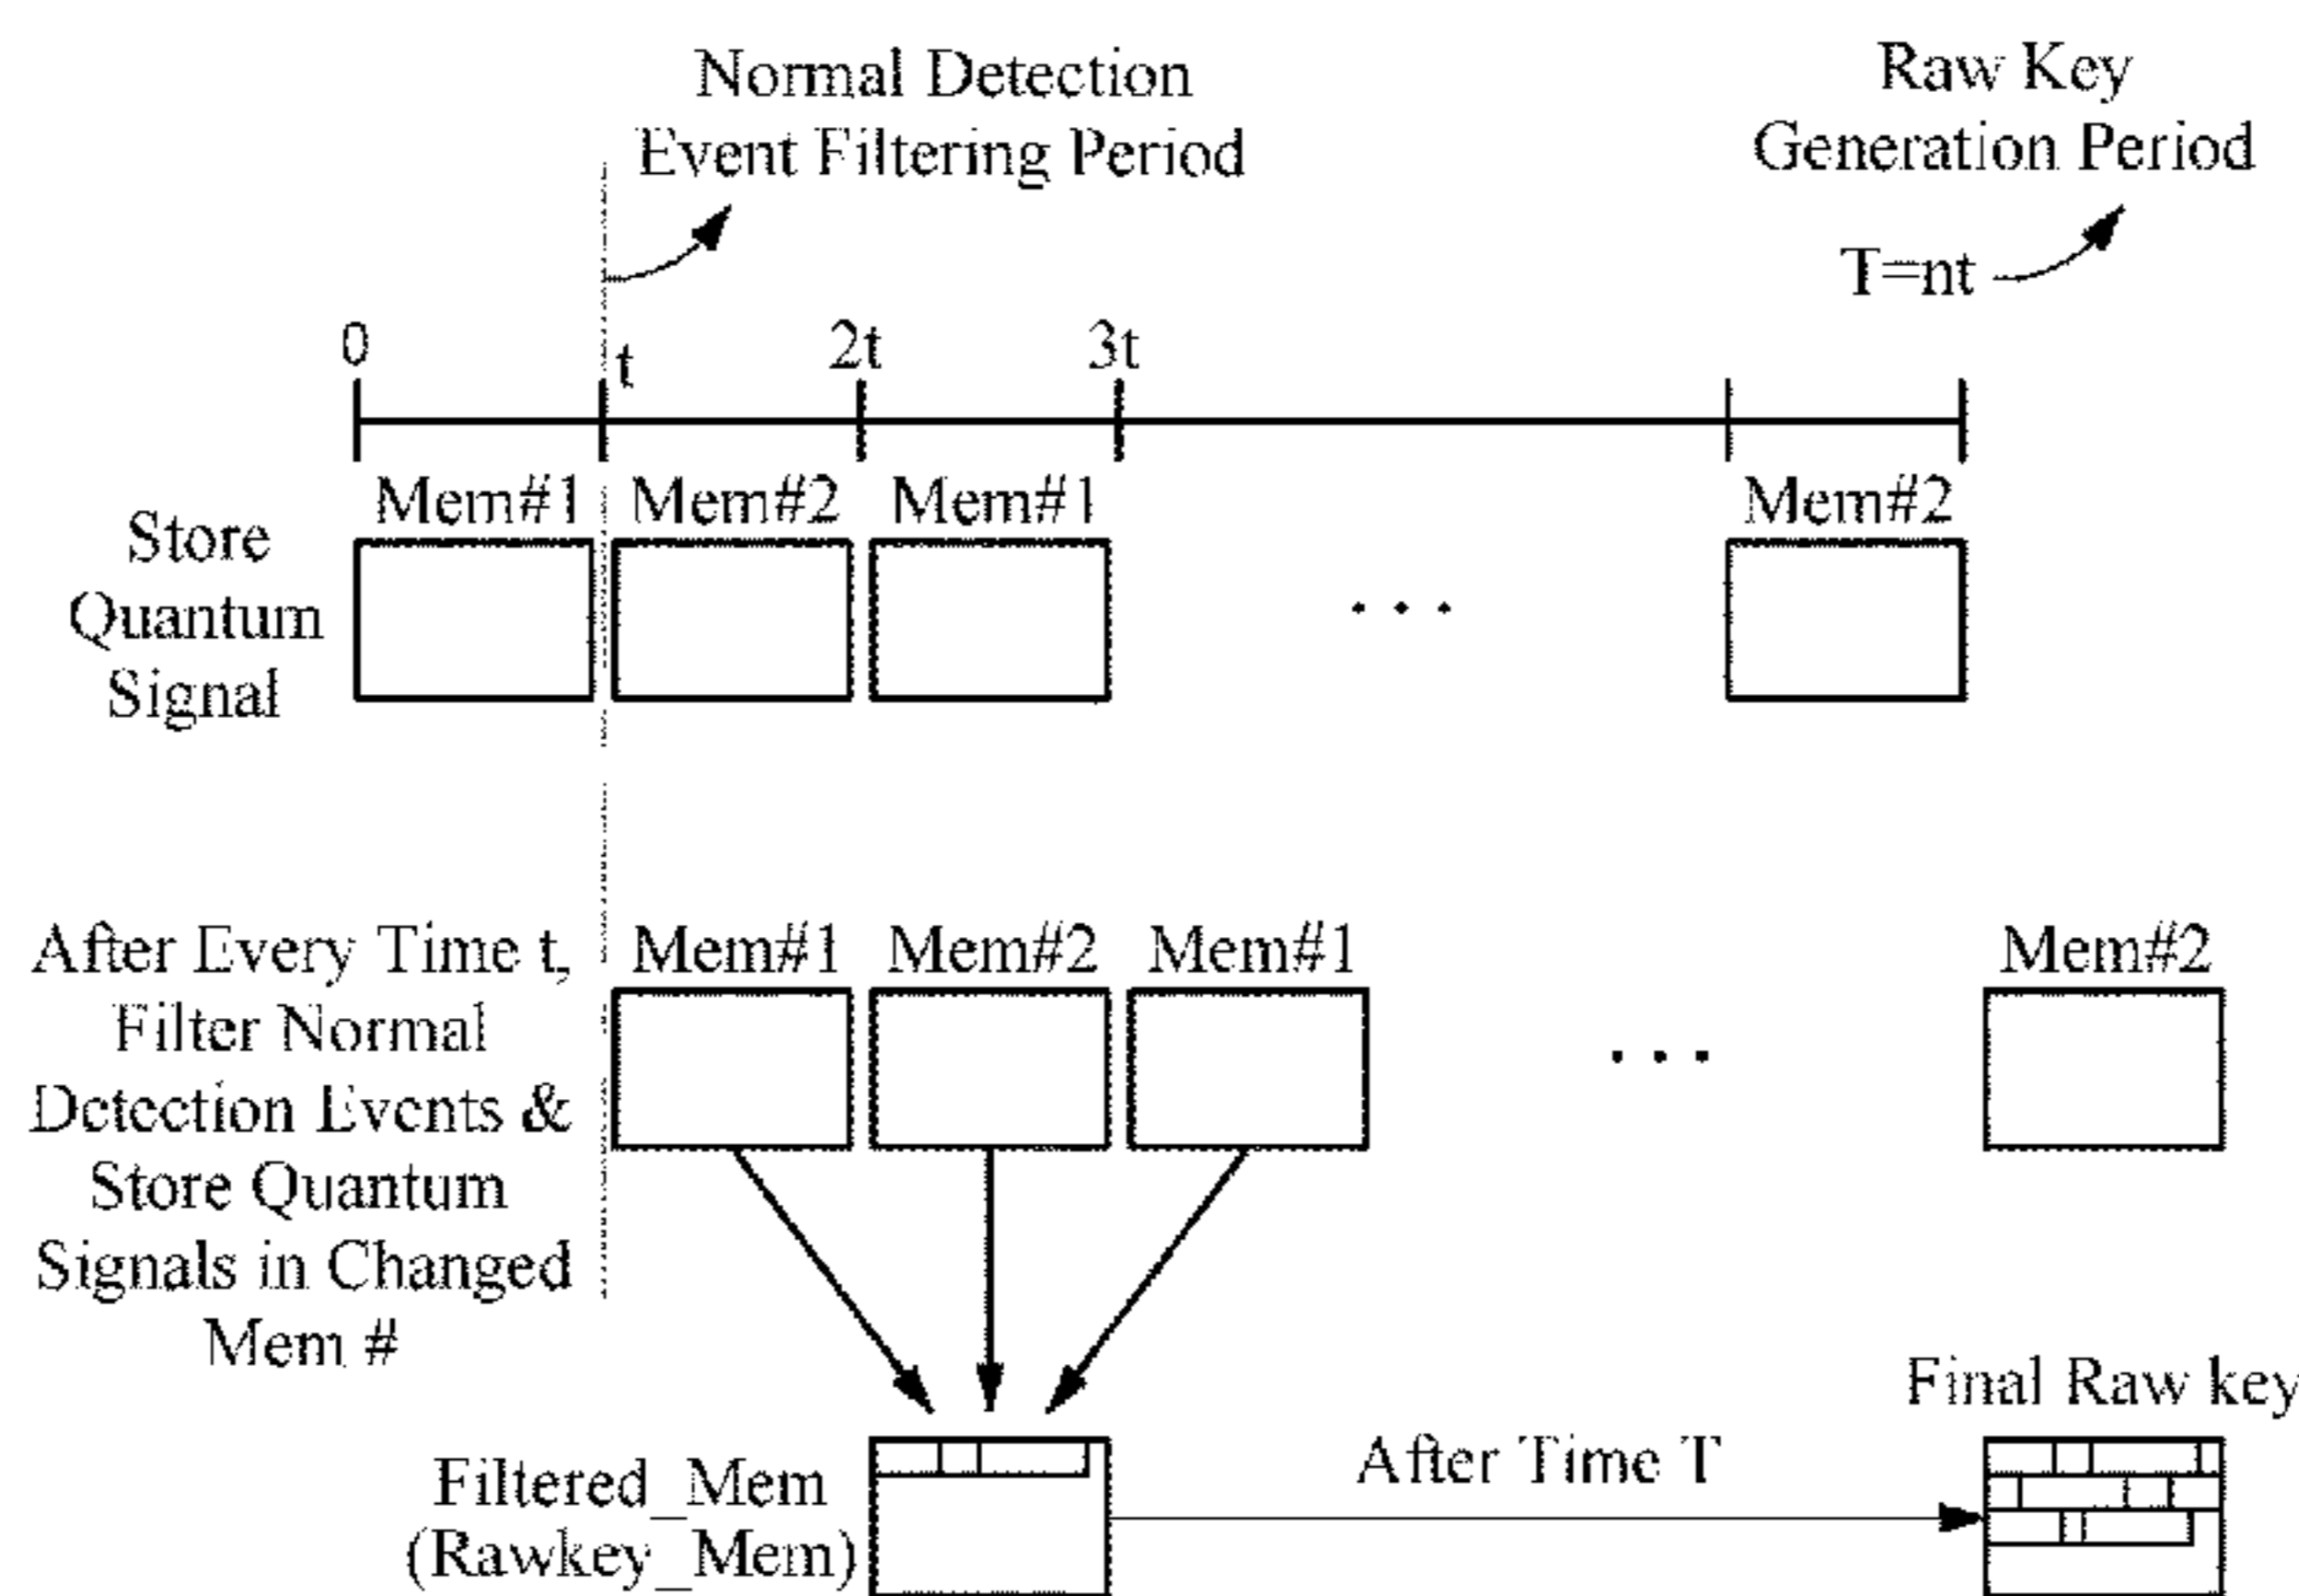 Normal Detection
Event Filtering Period
Raw Key
Generation Period
T=nt
0
t
2t
3t
Mem#1
Mem#2
Mem#1
Mem#2
Store
Quantum
Signal
. . .
After Every Time t,
Filter Normal
Detection Events &
Store Quantum
Signals in Changed
Mem #
Mem#1
Mem#2
Mem#1
Mem#2
. . .
Filtered_Mem
(Rawkey_Mem)
After Time T
Final Raw key